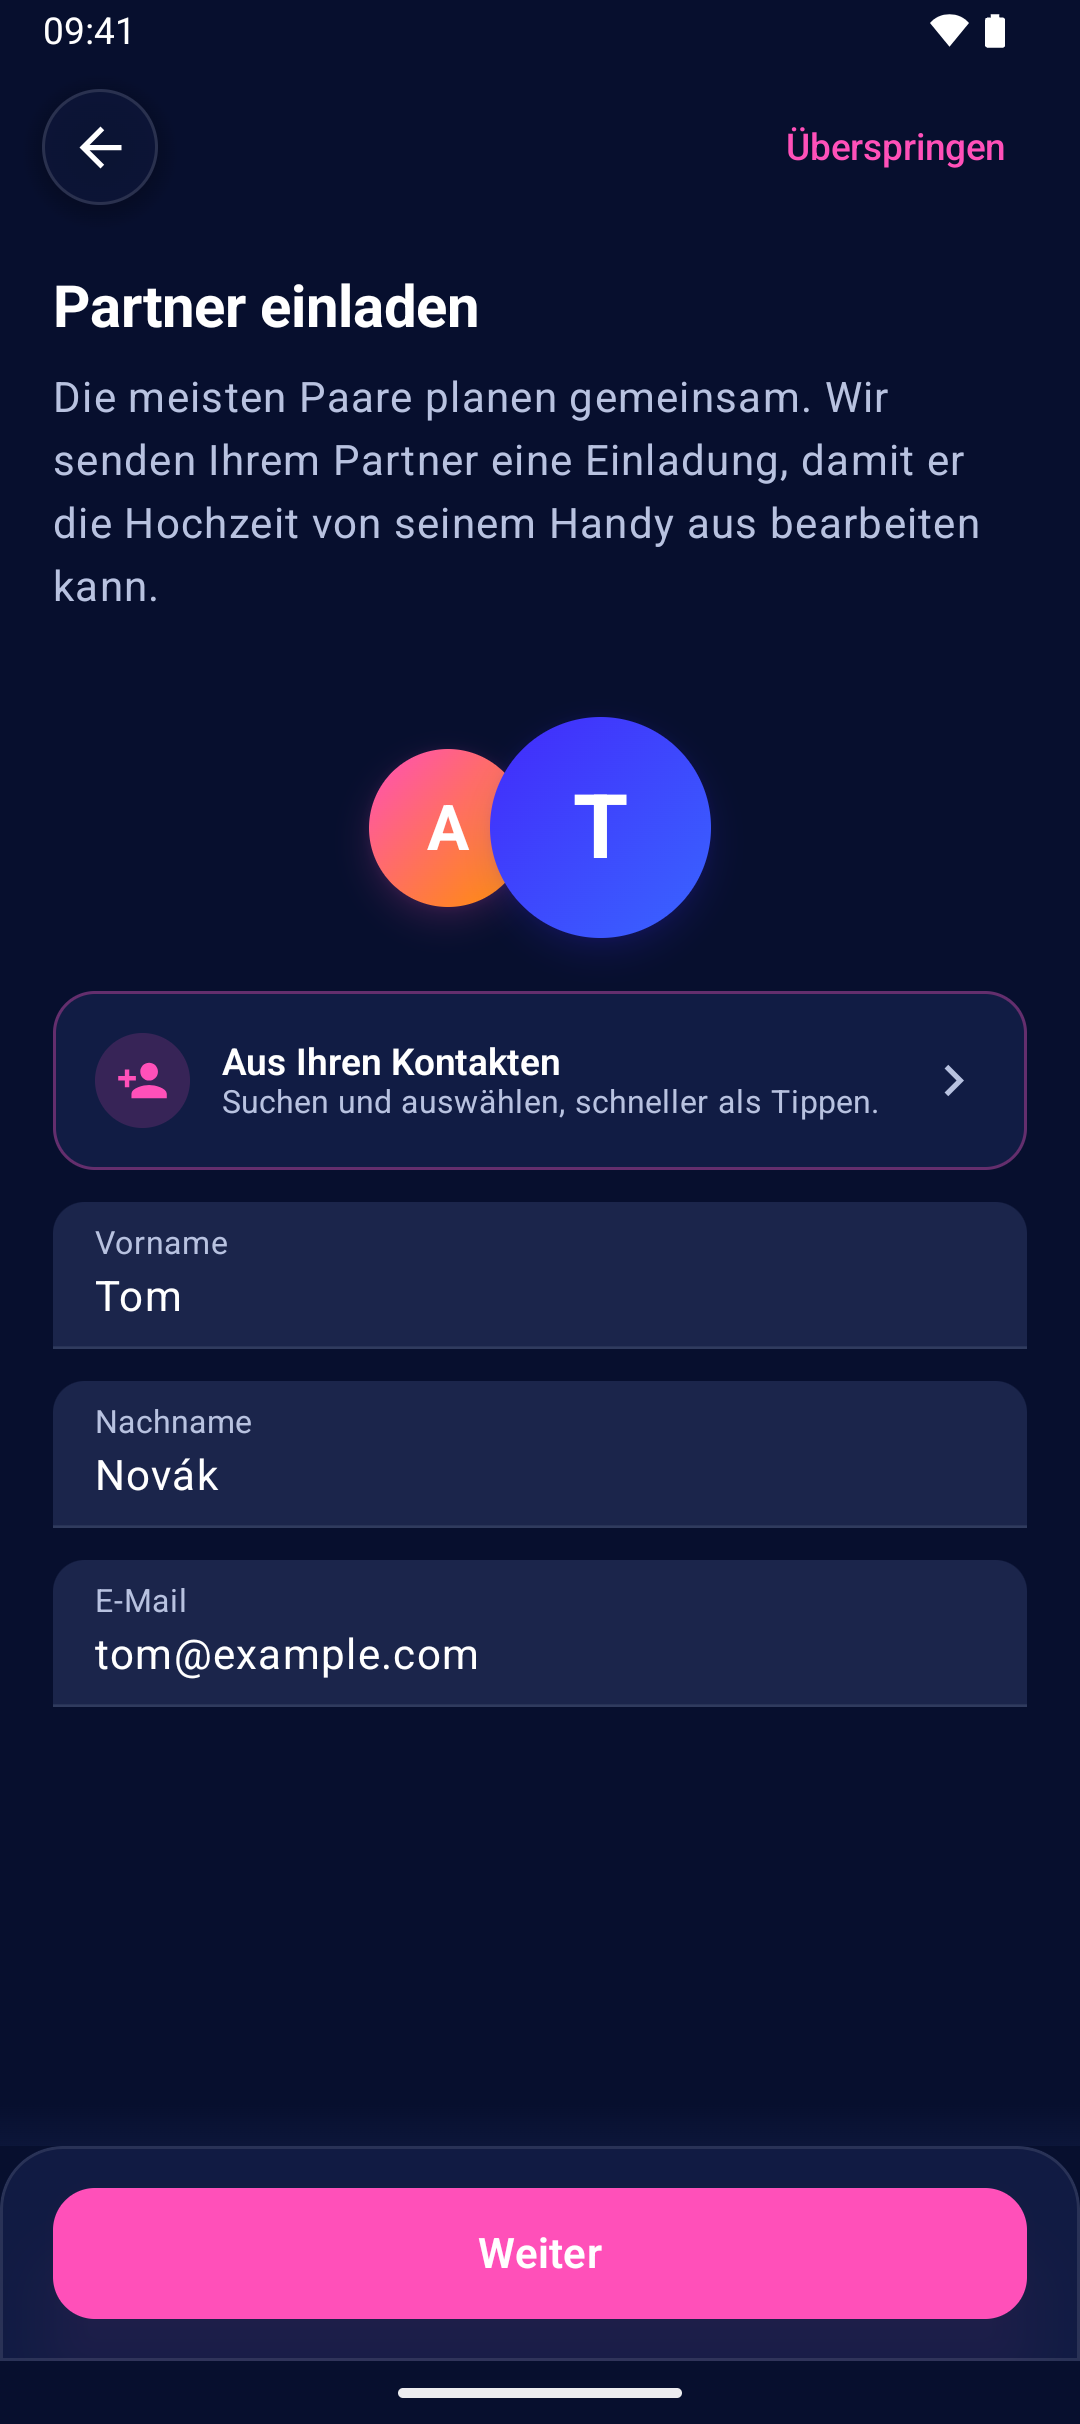 09:41
Überspringen
Partner einladen
Die meisten Paare planen gemeinsam. Wir
senden Ihrem Partner eine Einladung, damit er
die Hochzeit von seinem Handy aus bearbeiten
kann.
A
T
Aus Ihren Kontakten
Suchen und auswählen, schneller als Tippen.
Vorname
Tom
Nachname
Novák
E-Mail
tom@example.com
Weiter